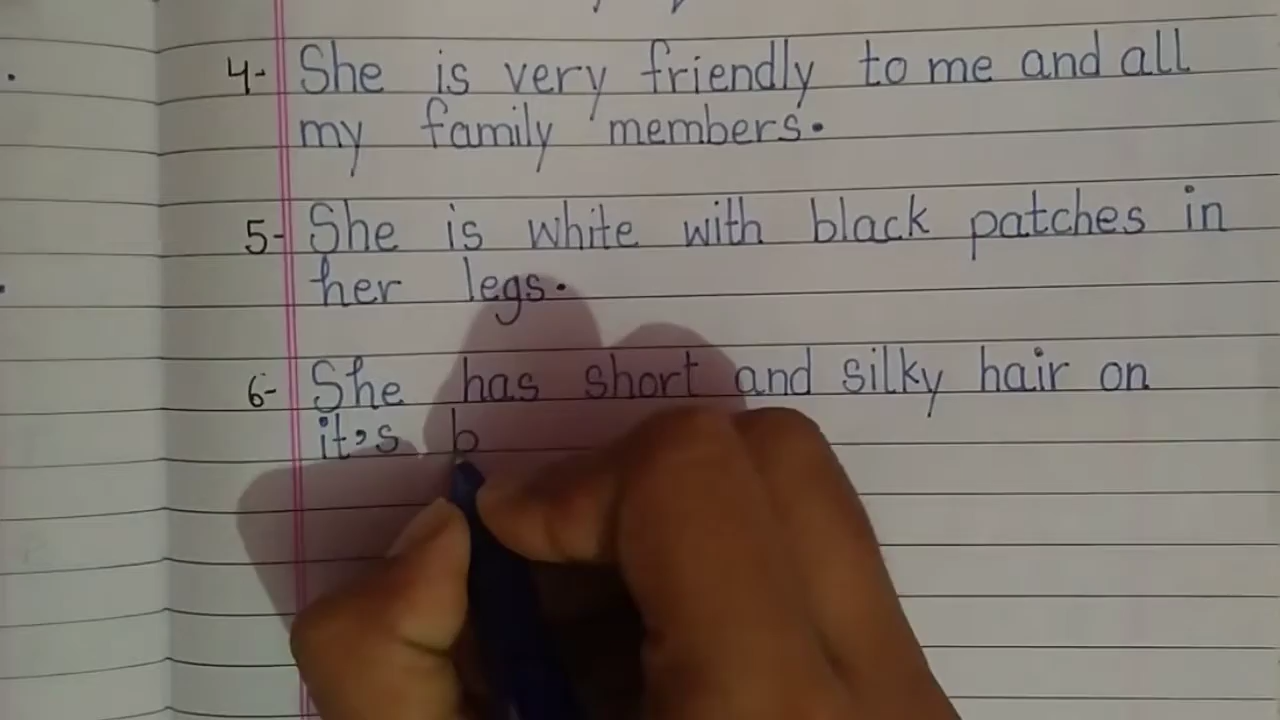 4- She is very friendly to me and all
my family members.
5- She is white with black patches in
her legs.
6- She has short and silky hair on
it's b